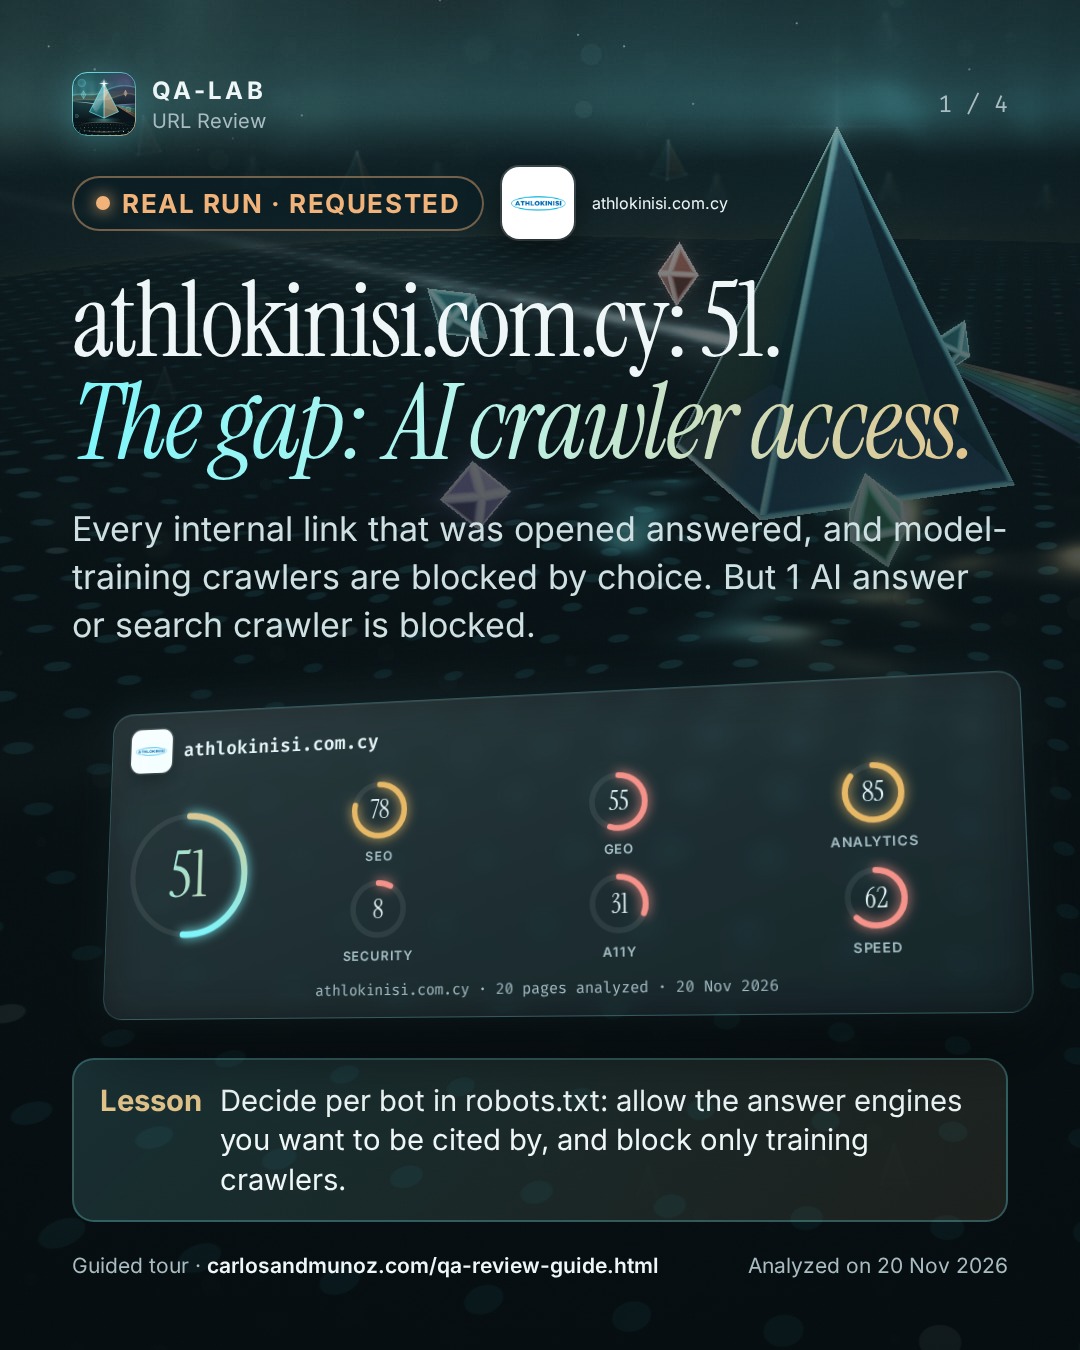 QA-LAB
URL Review
1 / 4
REAL RUN · REQUESTED
ATHLOKINISI
athlokinisi.com.cy
athlokinisi.com.cy: 51.
The gap: AI crawler access.
Every internal link that was opened answered, and model-
training crawlers are blocked by choice. But 1 AI answer
or search crawler is blocked.
ATHLOKINISI
athlokinisi.com.cy
51
78
SEO
55
GEO
85
ANALYTICS
8
SECURITY
31
A11Y
62
SPEED
athlokinisi.com.cy · 20 pages analyzed · 20 Nov 2026
Lesson Decide per bot in robots.txt: allow the answer engines
you want to be cited by, and block only training
crawlers.
Guided tour · carlosandmunoz.com/qa-review-guide.html
Analyzed on 20 Nov 2026